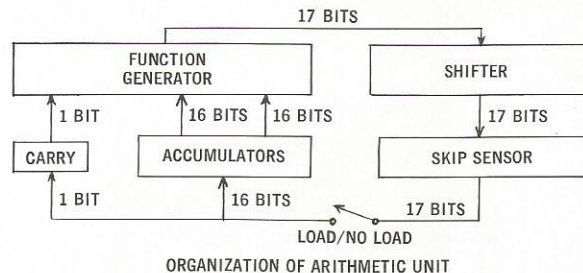 17 BITS
FUNCTION
GENERATOR
SHIFTER
1 BIT
16 BITS
16 BITS
17 BITS
CARRY
ACCUMULATORS
SKIP SENSOR
1 BIT
16 BITS
17 BITS
LOAD/NO LOAD
ORGANIZATION OF ARITHMETIC UNIT